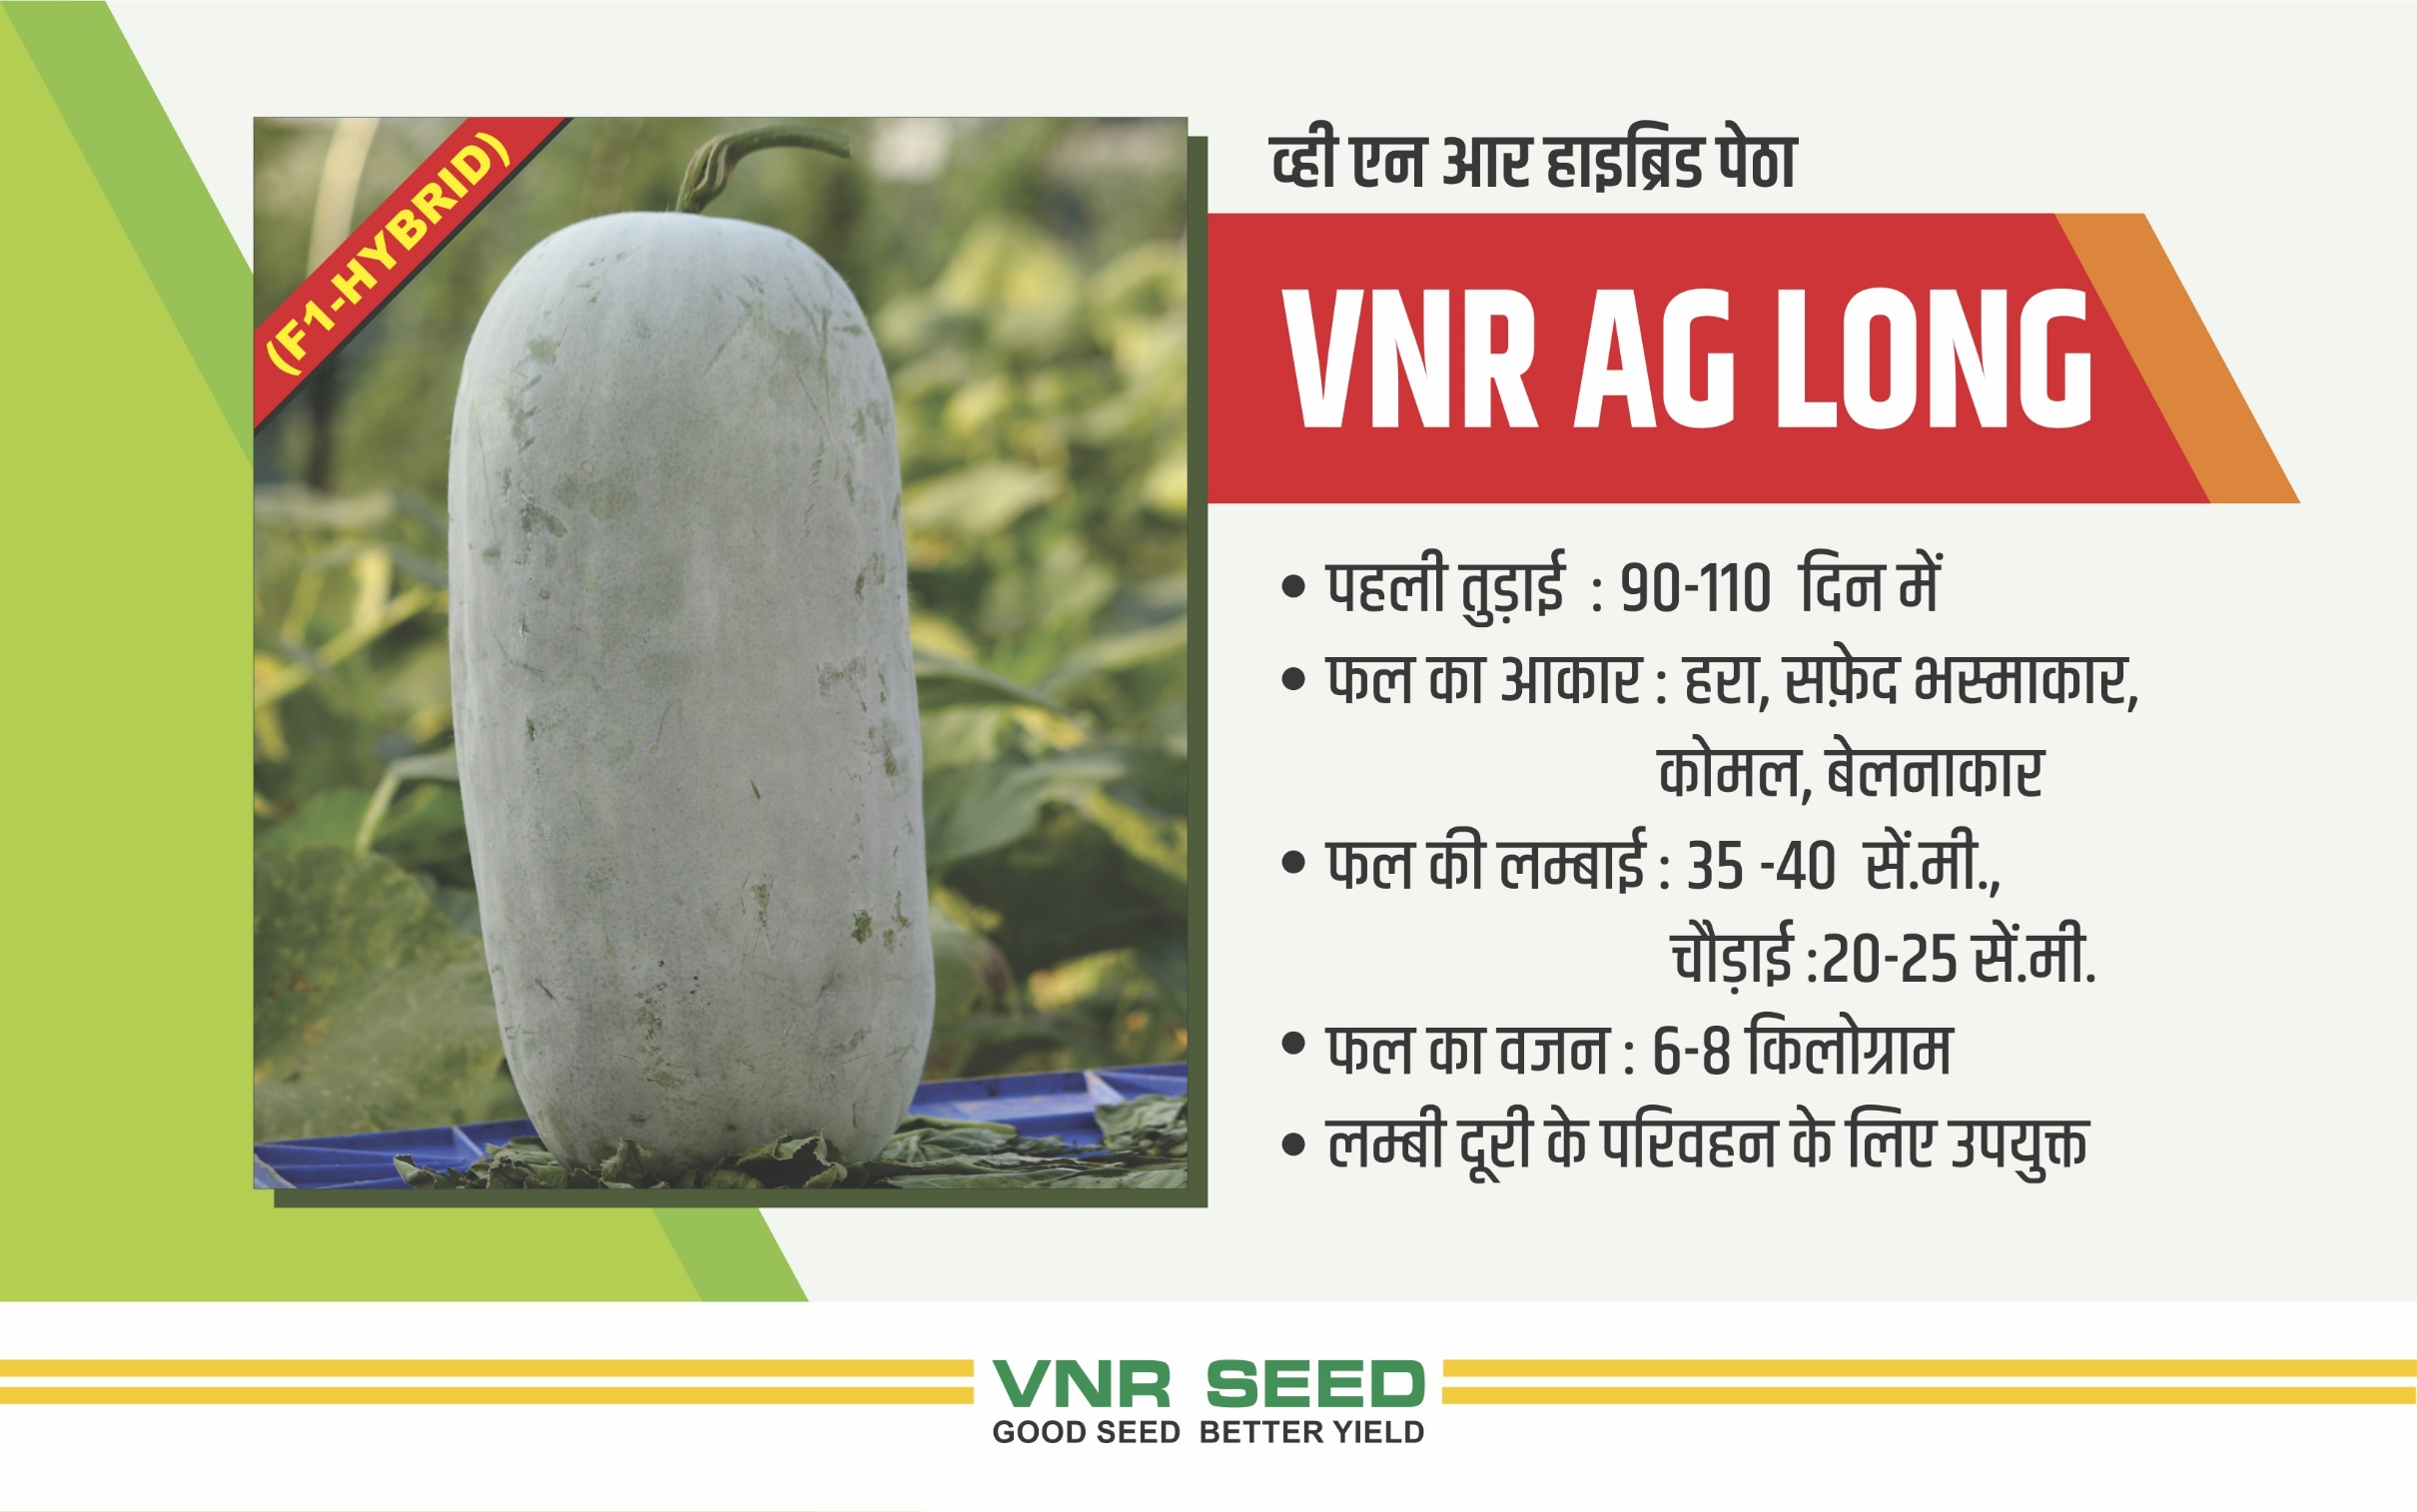 (F1-HYBRID)
व्ही एन आर हाइब्रिड पेठा
VNR AG LONG
• पहली तुड़ाई : 90-110 दिन में
• फल का आकार : हरा, सफ़ेद भस्माकार,
कोमल, बेलनाकार
• फल की लम्बाई : 35 -40 सें.मी.,
चौड़ाई :20-25 सें.मी.
• फल का वजन : 6-8 किलोग्राम
• लम्बी दूरी के परिवहन के लिए उपयुक्त
VNR SEED
GOOD SEED BETTER YIELD